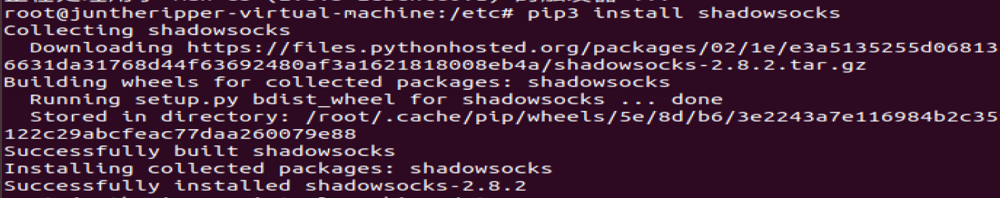 root@juntheripper-virtual-machine:/etc# pip3 install shadowsocks
Collecting shadowsocks
  Downloading https://files.pythonhosted.org/packages/02/1e/e3a5135255d06813
6631da31768d44f63692480af3a1621818008eb4a/shadowsocks-2.8.2.tar.gz
Building wheels for collected packages: shadowsocks
  Running setup.py bdist_wheel for shadowsocks ... done
  Stored in directory: /root/.cache/pip/wheels/5e/8d/b6/3e2243a7e116984b2c35
122c29abcfeac77daa260079e88
Successfully built shadowsocks
Installing collected packages: shadowsocks
Successfully installed shadowsocks-2.8.2